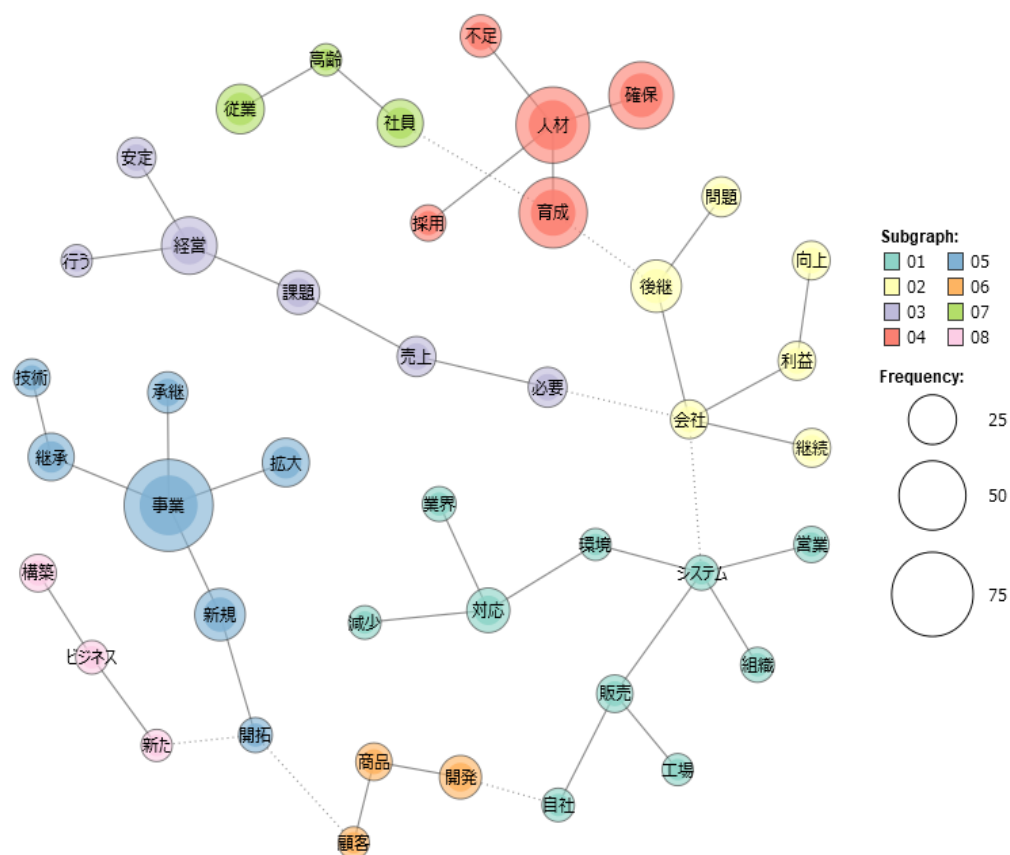 不足
高齢
確保
従業
社員
人材
安定
問題
育成
採用
経営
行う
向上
後継
課題
売上
利益
技術
必要
承継
会社
継続
継承
拡大
事業
業界
環境
営業
構築
システム
対応
新規
減少
ビジネス
組織
販売
開拓
新た
商品
開発
工場
自社
顧客
Subgraph:
01 05
02 06
03 07
04 08
Frequency:
25
50
75